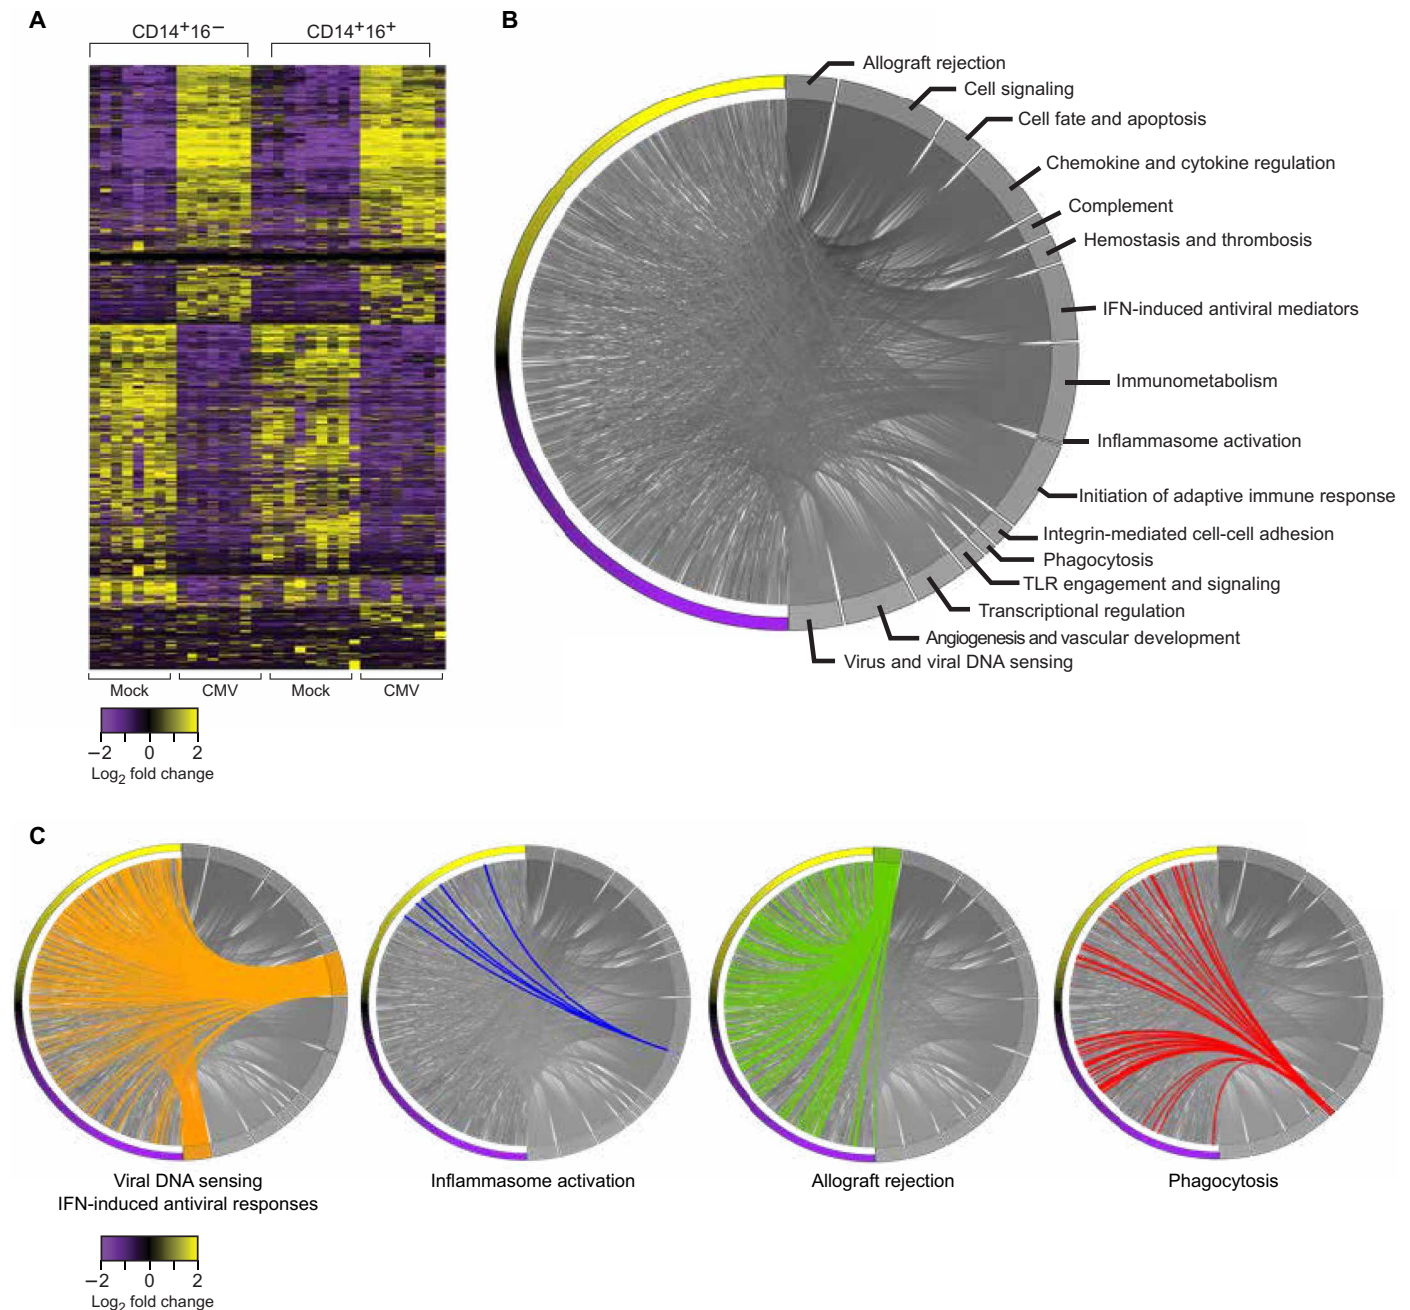 A
CD14+16− CD14+16+
Mock CMV Mock CMV
−2 0 2
Log2 fold change
B
Allograft rejection
Cell signaling
Cell fate and apoptosis
Chemokine and cytokine regulation
Complement
Hemostasis and thrombosis
IFN-induced antiviral mediators
Immunometabolism
Inflammasome activation
Initiation of adaptive immune response
Integrin-mediated cell-cell adhesion
Phagocytosis
TLR engagement and signaling
Transcriptional regulation
Angiogenesis and vascular development
Virus and viral DNA sensing
C
Viral DNA sensing
IFN-induced antiviral responses
Inflammasome activation
Allograft rejection
Phagocytosis
−2 0 2
Log2 fold change